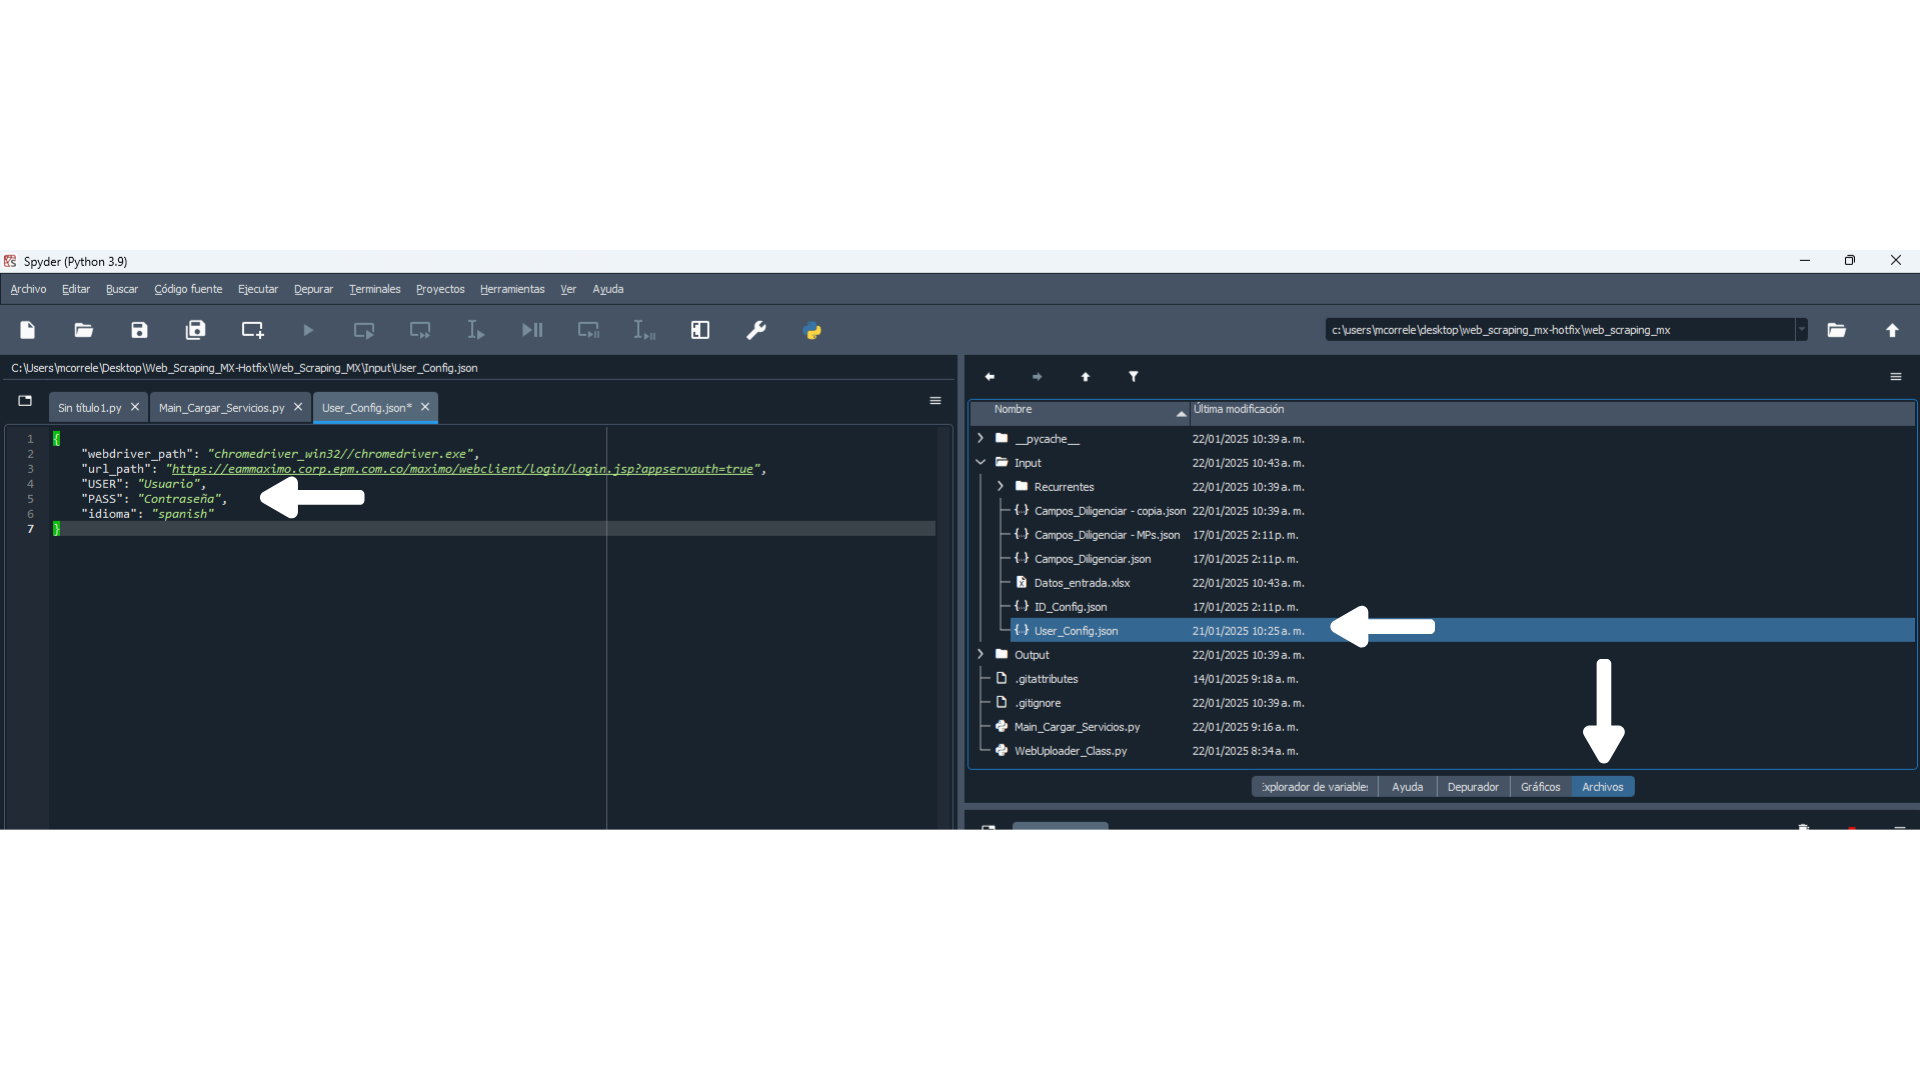 Spyder (Python 3.9)
Archivo Editar Buscar Código fuente Ejecutar Depurar Terminales Proyectos Herramientas Ver Ayuda
c:\users\mcorrele\desktop\web_scraping_mx-hotfix\web_scraping_mx
C:\Users\mcorrele\Desktop\Web_Scraping_MX-Hotfix\Web_Scraping_MX\Input\User_Config.json
Sin título1.py Main_Cargar_Servicios.py User_Config.json*
1 {
2 "webdriver_path": "chromedriver_win32//chromedriver.exe",
3 "url_path": "https://eammaximo.corp.epm.com.co/maximo/webclient/login/login.jsp?appservauth=true",
4 "USER": "Usuario",
5 "PASS": "Contraseña",
6 "idioma": "spanish"
7 }
Nombre Última modificación
__pycache__ 22/01/2025 10:39 a. m.
Input 22/01/2025 10:43 a. m.
Recurrentes 22/01/2025 10:39 a. m.
Campos_Diligenciar - copia.json 22/01/2025 10:39 a. m.
Campos_Diligenciar - MPs.json 17/01/2025 2:11 p. m.
Campos_Diligenciar.json 17/01/2025 2:11 p. m.
Datos_entrada.xlsx 22/01/2025 10:43 a. m.
ID_Config.json 17/01/2025 2:11 p. m.
User_Config.json 21/01/2025 10:25 a. m.
Output 22/01/2025 10:39 a. m.
.gitattributes 14/01/2025 9:18 a. m.
.gitignore 22/01/2025 10:39 a. m.
Main_Cargar_Servicios.py 22/01/2025 9:16 a. m.
WebUploader_Class.py 22/01/2025 8:34 a. m.
xplorador de variables Ayuda Depurador Gráficos Archivos